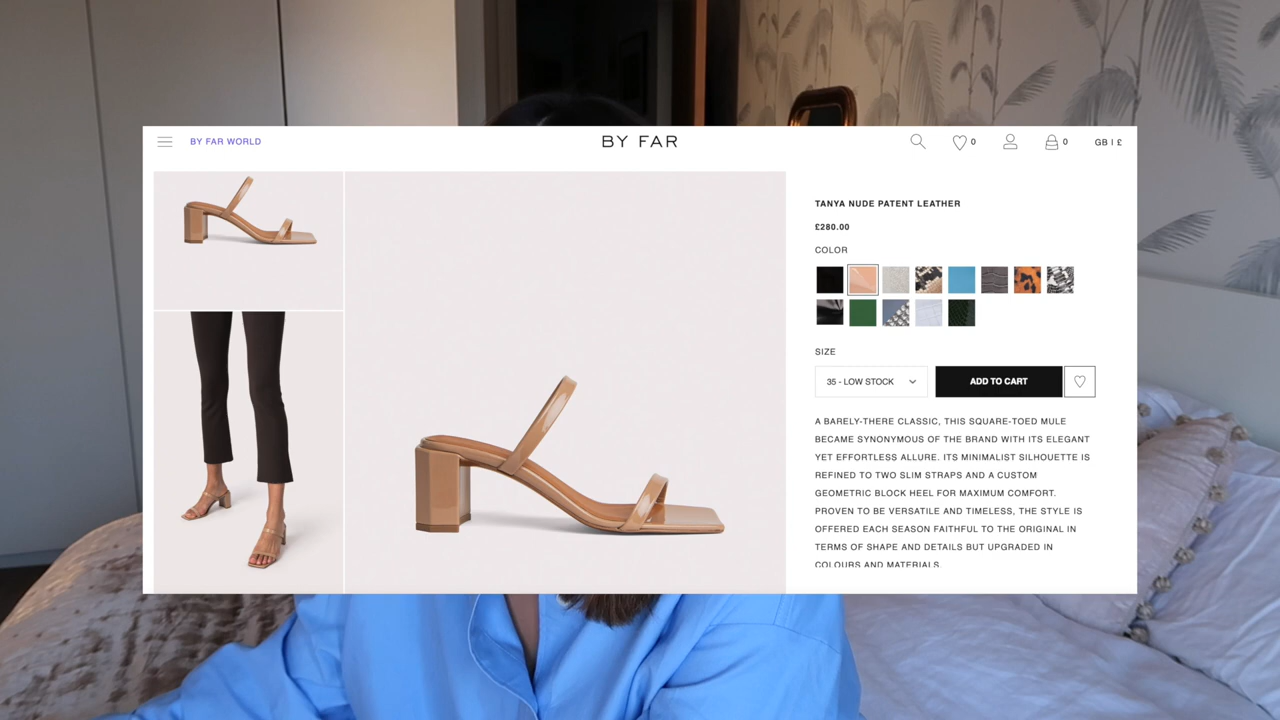 BY FAR WORLD
BY FAR
0
0
GB | £
TANYA NUDE PATENT LEATHER
£280.00
COLOR
SIZE
35 - LOW STOCK
ADD TO CART
A BARELY-THERE CLASSIC, THIS SQUARE-TOED MULE
BECAME SYNONYMOUS OF THE BRAND WITH ITS ELEGANT
YET EFFORTLESS ALLURE. ITS MINIMALIST SILHOUETTE IS
REFINED TO TWO SLIM STRAPS AND A CUSTOM
GEOMETRIC BLOCK HEEL FOR MAXIMUM COMFORT.
PROVEN TO BE VERSATILE AND TIMELESS, THE STYLE IS
OFFERED EACH SEASON FAITHFUL TO THE ORIGINAL IN
TERMS OF SHAPE AND DETAILS BUT UPGRADED IN
COLOURS AND MATERIALS.